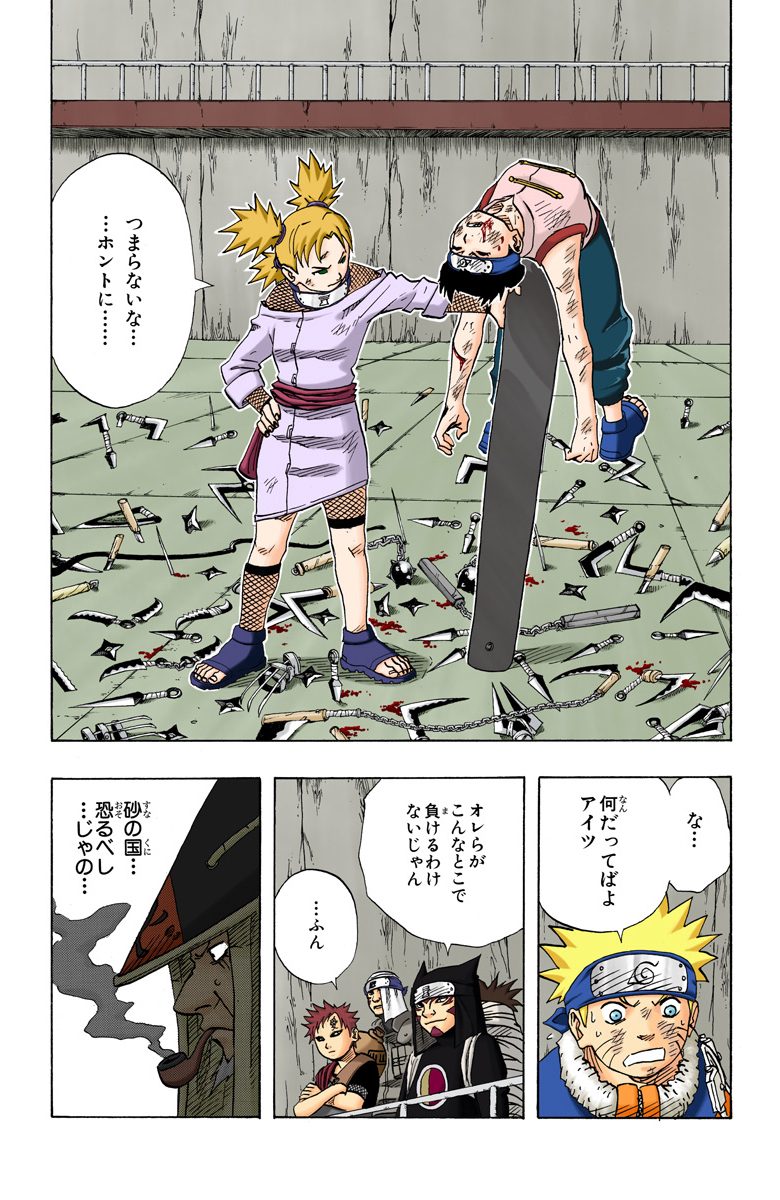 つまらないな…
…ホントに……
な…
何だってばよ
アイツ
オレらが
こんなとこで
負けるわけ
ないじゃん
…ふん
砂の国…
恐るべし
…じゃの…